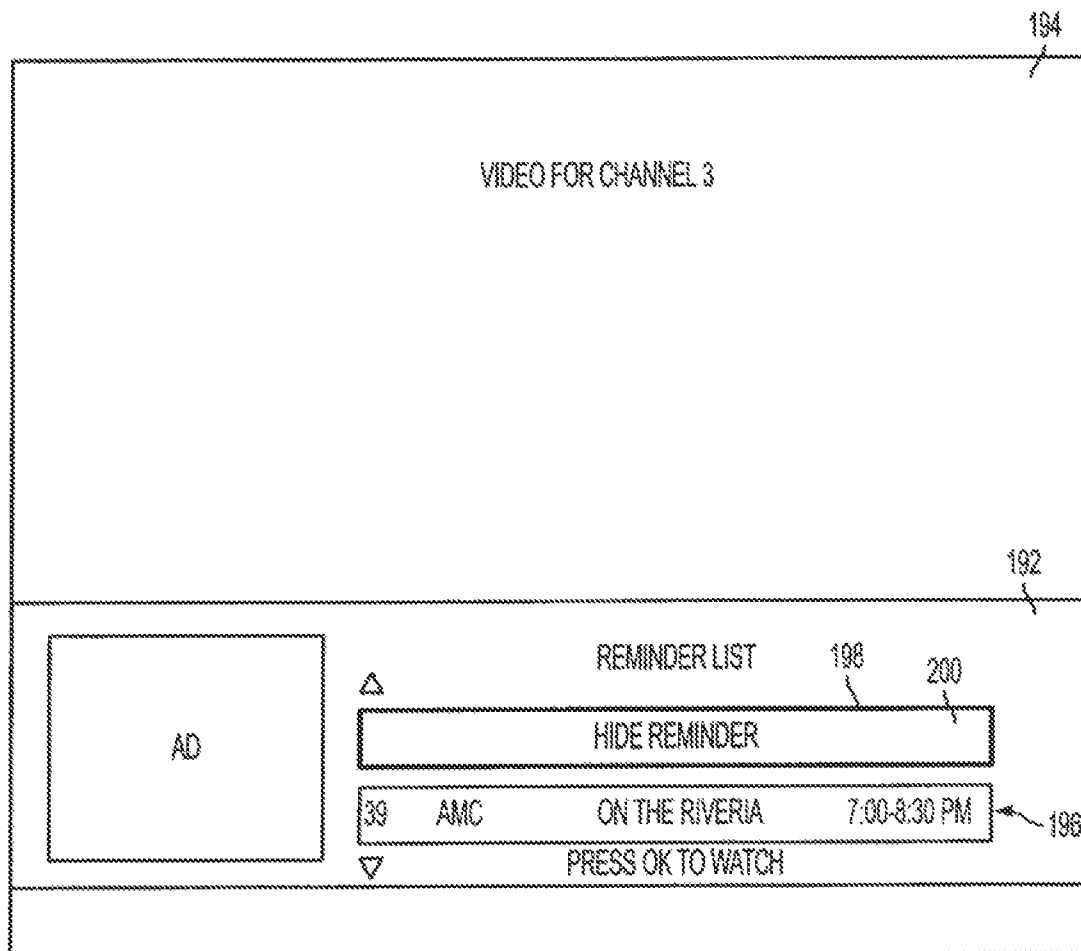 194
VIDEO FOR CHANNEL 3
192
REMINDER LIST
198
200
AD
HIDE REMINDER
39 AMC ON THE RIVERIA 7:00-8:30 PM
196
PRESS OK TO WATCH